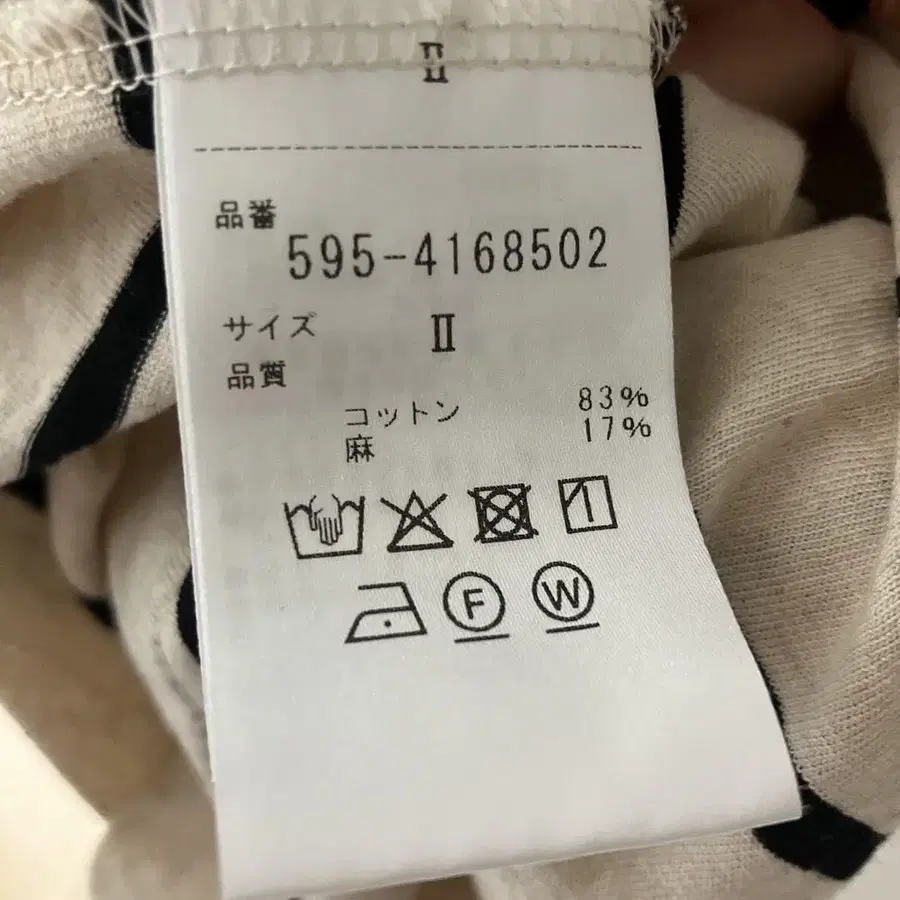 II
品番
595-4168502
サイズ II
品質
コットン 83%
麻 17%
F W